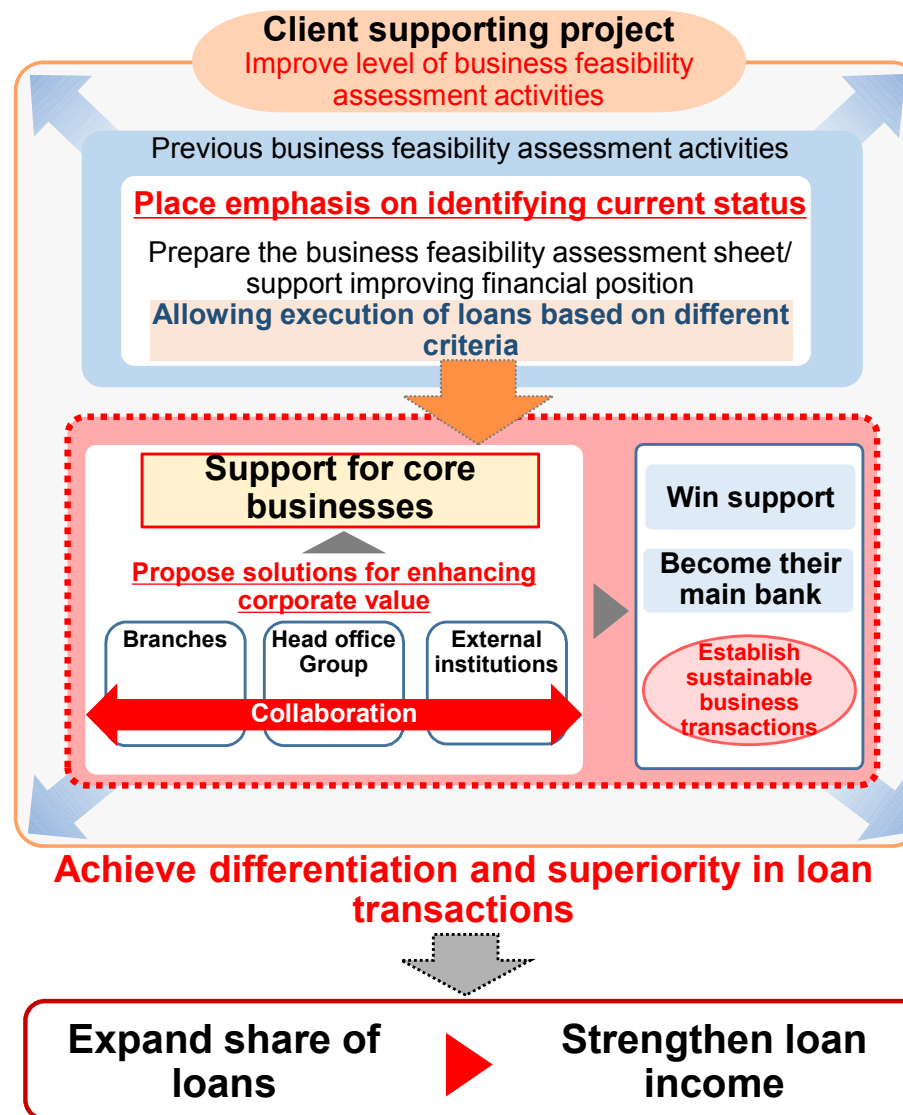 Client supporting project
Improve level of business feasibility
assessment activities
Previous business feasibility assessment activities
Place emphasis on identifying current status
Prepare the business feasibility assessment sheet/
support improving financial position
Allowing execution of loans based on different
criteria
Support for core
businesses
Propose solutions for enhancing
corporate value
Branches
Head office
Group
External
institutions
Collaboration
Win support
Become their
main bank
Establish
sustainable
business
transactions
Achieve differentiation and superiority in loan
transactions
Expand share of
loans
Strengthen loan
income